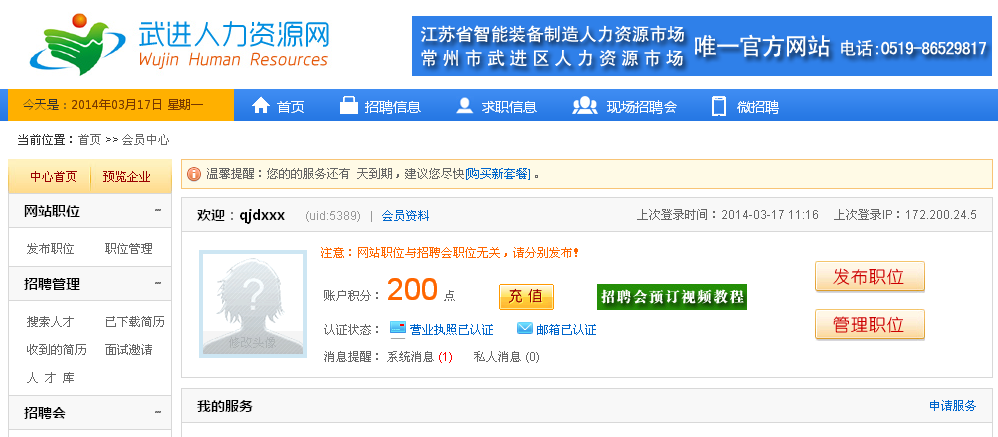 武进人力资源网
Wujin Human Resources
江苏省智能装备制造人力资源市场
常州市武进区人力资源市场
唯一官方网站 电话:0519-86529817
今天是：2014年03月17日 星期一
首页 招聘信息 求职信息 现场招聘会 微招聘
当前位置：首页 >> 会员中心
中心首页 预览企业
网站职位 -
发布职位 职位管理
招聘管理 -
搜索人才 已下载简历
收到的简历 面试邀请
人 才 库
招聘会 -
温馨提醒：您的的服务还有 天到期，建议您尽快[购买新套餐] 。
欢迎：qjdxxx (uid:5389) | 会员资料 上次登录时间：2014-03-17 11:16 上次登录IP：172.200.24.5
?
修改头像
注意：网站职位与招聘会职位无关，请分别发布!
账户积分： 200 点 充 值 招聘会预订视频教程
认证状态： 营业执照已认证 邮箱已认证
消息提醒： 系统消息 (1) 私人消息 (0)
发布职位
管理职位
我的服务 申请服务